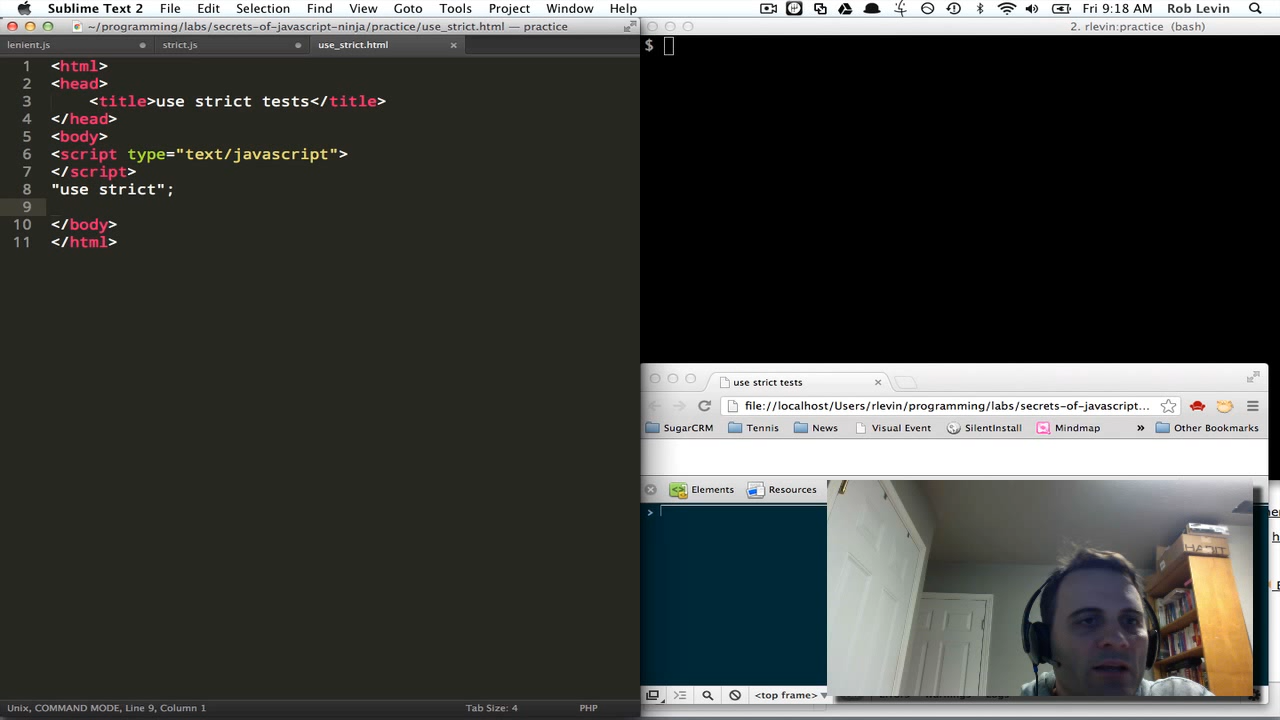 Sublime Text 2 File Edit Selection Find View Goto Tools Project Window Help Fri 9:18 AM Rob Levin
~/programming/labs/secrets-of-javascript-ninja/practice/use_strict.html — practice
2. rlevin:practice (bash)
lenient.js strict.js use_strict.html
$
1 <html>
2 <head>
3 <title>use strict tests</title>
4 </head>
5 <body>
6 <script type="text/javascript">
7 </script>
8 "use strict";
9
10 </body>
11 </html>
use strict tests
file://localhost/Users/rlevin/programming/labs/secrets-of-javascript...
SugarCRM Tennis News Visual Event SilentInstall Mindmap » Other Bookmarks
Elements Resources
>
<top frame>
Unix, COMMAND MODE, Line 9, Column 1 Tab Size: 4 PHP